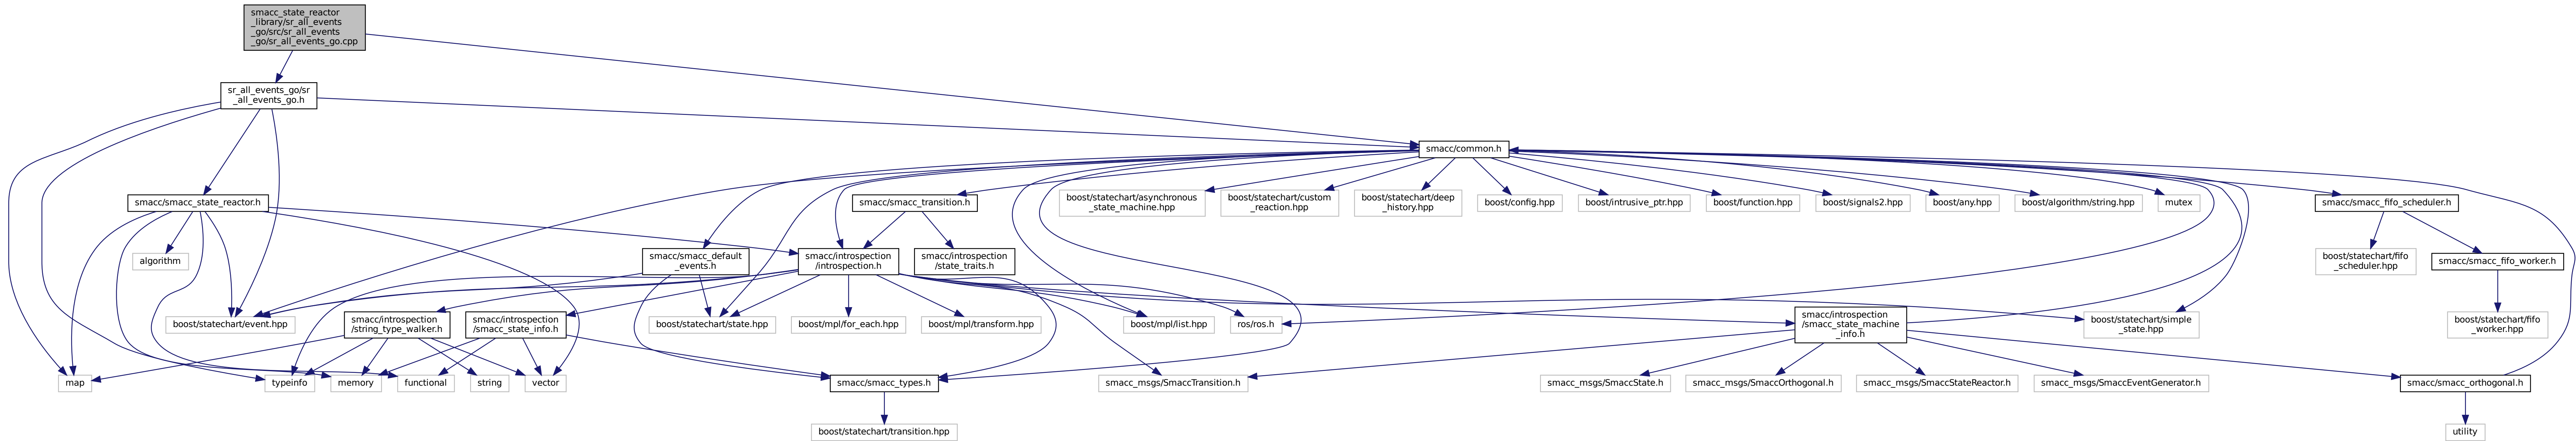 smacc_state_reactor
_library/sr_all_events
_go/src/sr_all_events
_go/sr_all_events_go.cpp
sr_all_events_go/sr
_all_events_go.h
smacc/common.h
smacc/smacc_state_reactor.h
smacc/smacc_transition.h
boost/statechart/asynchronous
_state_machine.hpp
boost/statechart/custom
_reaction.hpp
boost/statechart/deep
_history.hpp
boost/config.hpp
boost/intrusive_ptr.hpp
boost/function.hpp
boost/signals2.hpp
boost/any.hpp
boost/algorithm/string.hpp
mutex
smacc/smacc_fifo_scheduler.h
algorithm
smacc/smacc_default
_events.h
smacc/introspection
/introspection.h
smacc/introspection
/state_traits.h
boost/statechart/fifo
_scheduler.hpp
smacc/smacc_fifo_worker.h
boost/statechart/event.hpp
smacc/introspection
/string_type_walker.h
smacc/introspection
/smacc_state_info.h
boost/statechart/state.hpp
boost/mpl/for_each.hpp
boost/mpl/transform.hpp
boost/mpl/list.hpp
ros/ros.h
smacc/introspection
/smacc_state_machine
_info.h
boost/statechart/simple
_state.hpp
boost/statechart/fifo
_worker.hpp
map
typeinfo
memory
functional
string
vector
smacc/smacc_types.h
smacc_msgs/SmaccTransition.h
smacc_msgs/SmaccState.h
smacc_msgs/SmaccOrthogonal.h
smacc_msgs/SmaccStateReactor.h
smacc_msgs/SmaccEventGenerator.h
smacc/smacc_orthogonal.h
boost/statechart/transition.hpp
utility